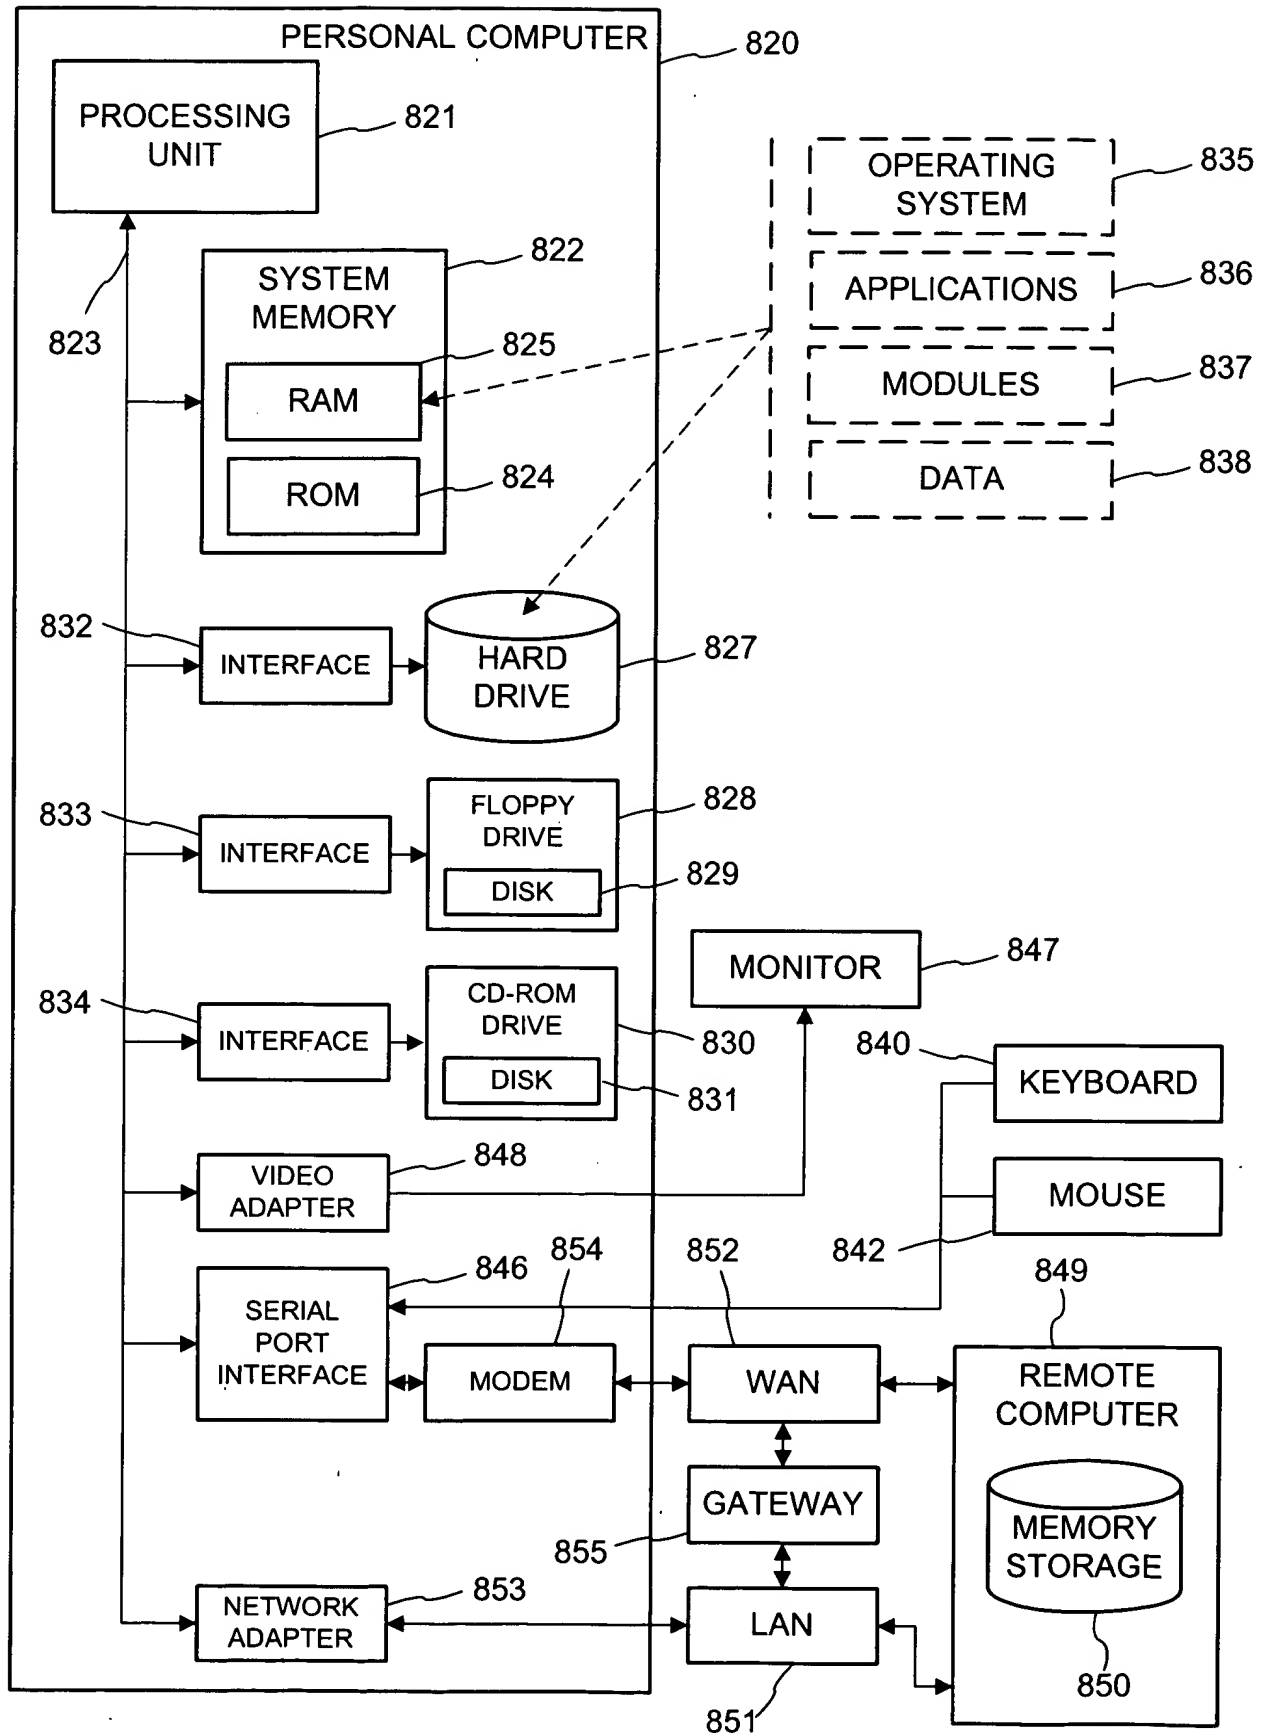 PERSONAL COMPUTER
820
PROCESSING
UNIT
821
823
SYSTEM
MEMORY
822
RAM
825
ROM
824
OPERATING
SYSTEM
835
APPLICATIONS
836
MODULES
837
DATA
838
832
INTERFACE
HARD
DRIVE
827
833
INTERFACE
FLOPPY
DRIVE
828
DISK
829
834
INTERFACE
CD-ROM
DRIVE
830
DISK
831
MONITOR
847
840
KEYBOARD
MOUSE
842
VIDEO
ADAPTER
848
SERIAL
PORT
INTERFACE
846
854
MODEM
852
WAN
849
REMOTE
COMPUTER
MEMORY
STORAGE
850
GATEWAY
855
NETWORK
ADAPTER
853
LAN
851